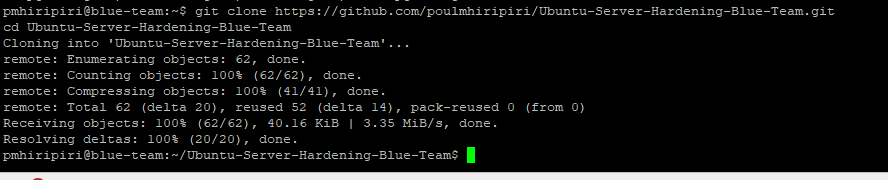 pmhiripiri@blue-team:~$ git clone https://github.com/poulmhiripiri/Ubuntu-Server-Hardening-Blue-Team.git
cd Ubuntu-Server-Hardening-Blue-Team
Cloning into 'Ubuntu-Server-Hardening-Blue-Team'...
remote: Enumerating objects: 62, done.
remote: Counting objects: 100% (62/62), done.
remote: Compressing objects: 100% (41/41), done.
remote: Total 62 (delta 20), reused 52 (delta 14), pack-reused 0 (from 0)
Receiving objects: 100% (62/62), 40.16 KiB | 3.35 MiB/s, done.
Resolving deltas: 100% (20/20), done.
pmhiripiri@blue-team:~/Ubuntu-Server-Hardening-Blue-Team$